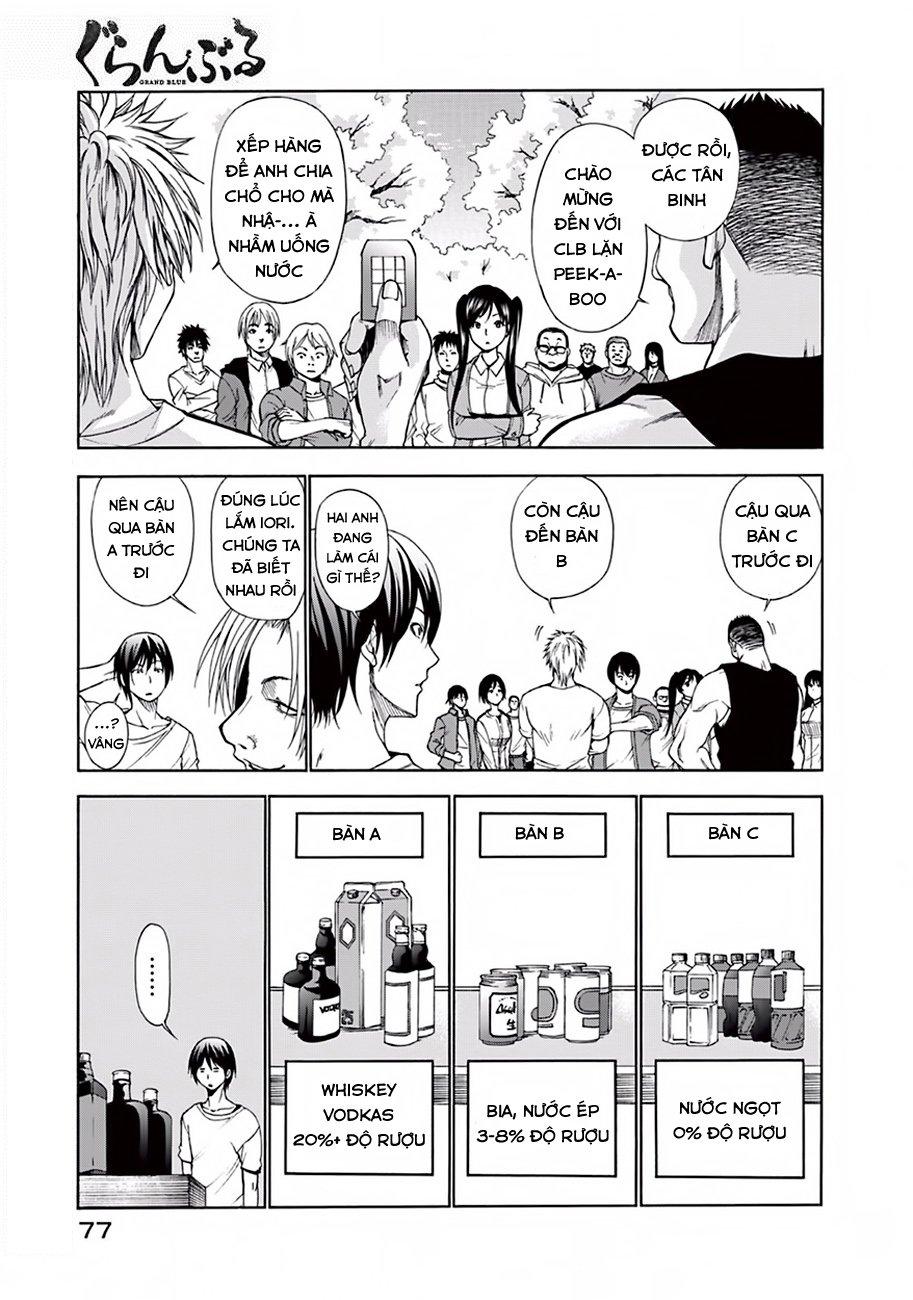 ぐらんぶる
GRAND BLUE
ĐƯỢC RỒI,
CÁC TÂN
BINH
CHÀO
MỪNG
ĐẾN VỚI
CLB LẶN
PEEK-A-
BOO
XẾP HÀNG
ĐỂ ANH CHIA
CHỔ CHO MÀ
NHẬ-... À
NHẦM UỐNG
NƯỚC
CẬU QUA
BÀN C
TRƯỚC ĐI
CÒN CẬU
ĐẾN BÀN
B
HAI ANH
ĐANG
LÀM CÁI
GÌ THẾ?
ĐÚNG LÚC
LẮM IORI.
CHÚNG TA
ĐÃ BIẾT
NHAU RỒI
NÊN CẬU
QUA BÀN
A TRƯỚC
ĐI
...?
VÂNG
BÀN C
NƯỚC NGỌT
0% ĐỘ RƯỢU
BÀN B
生
BIA, NƯỚC ÉP
3-8% ĐỘ RƯỢU
BÀN A
WHISKEY
VODKAS
20%+ ĐỘ RƯỢU
......
77